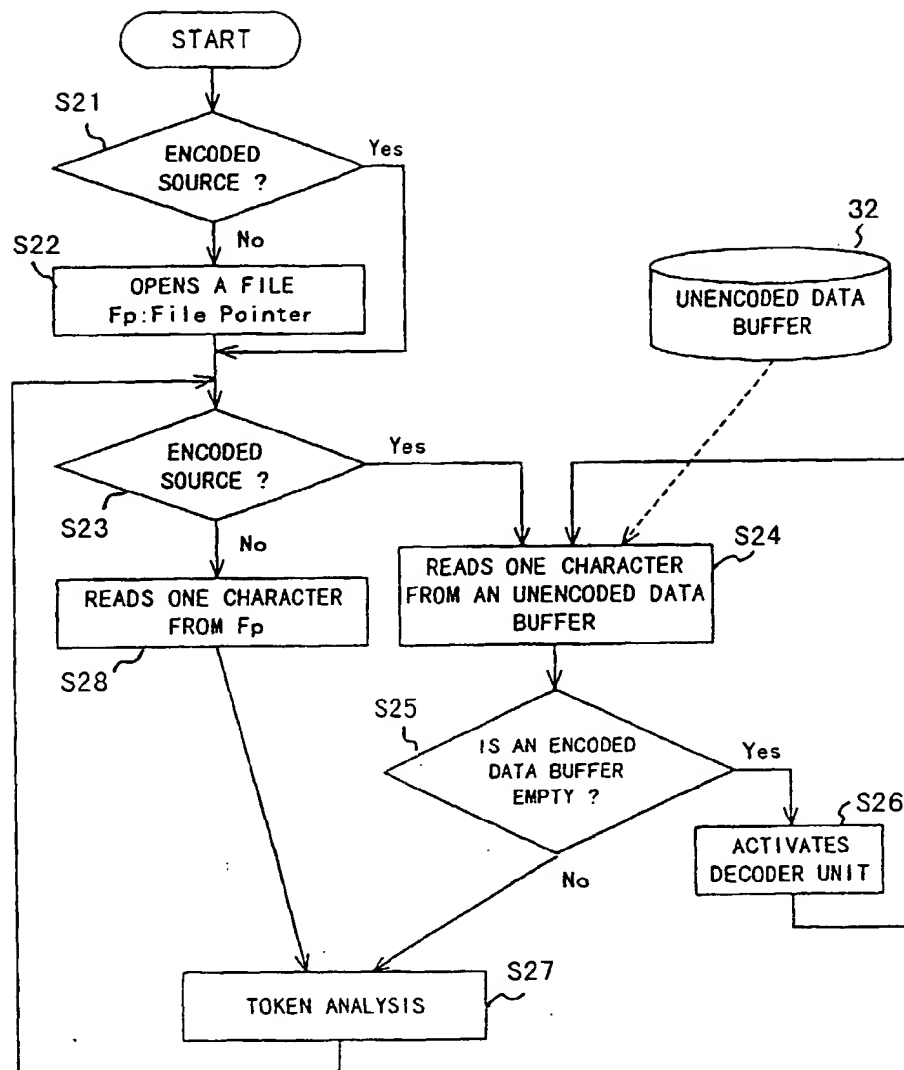 START
S21
ENCODED
SOURCE ?
Yes
No
S22
OPENS A FILE
Fp:File Pointer
32
UNENCODED DATA
BUFFER
ENCODED
SOURCE ?
Yes
S23
No
S24
READS ONE CHARACTER
FROM Fp
S28
READS ONE CHARACTER
FROM AN UNENCODED DATA
BUFFER
S25
IS AN ENCODED
DATA BUFFER
EMPTY ?
Yes
No
S26
ACTIVATES
DECODER UNIT
S27
TOKEN ANALYSIS